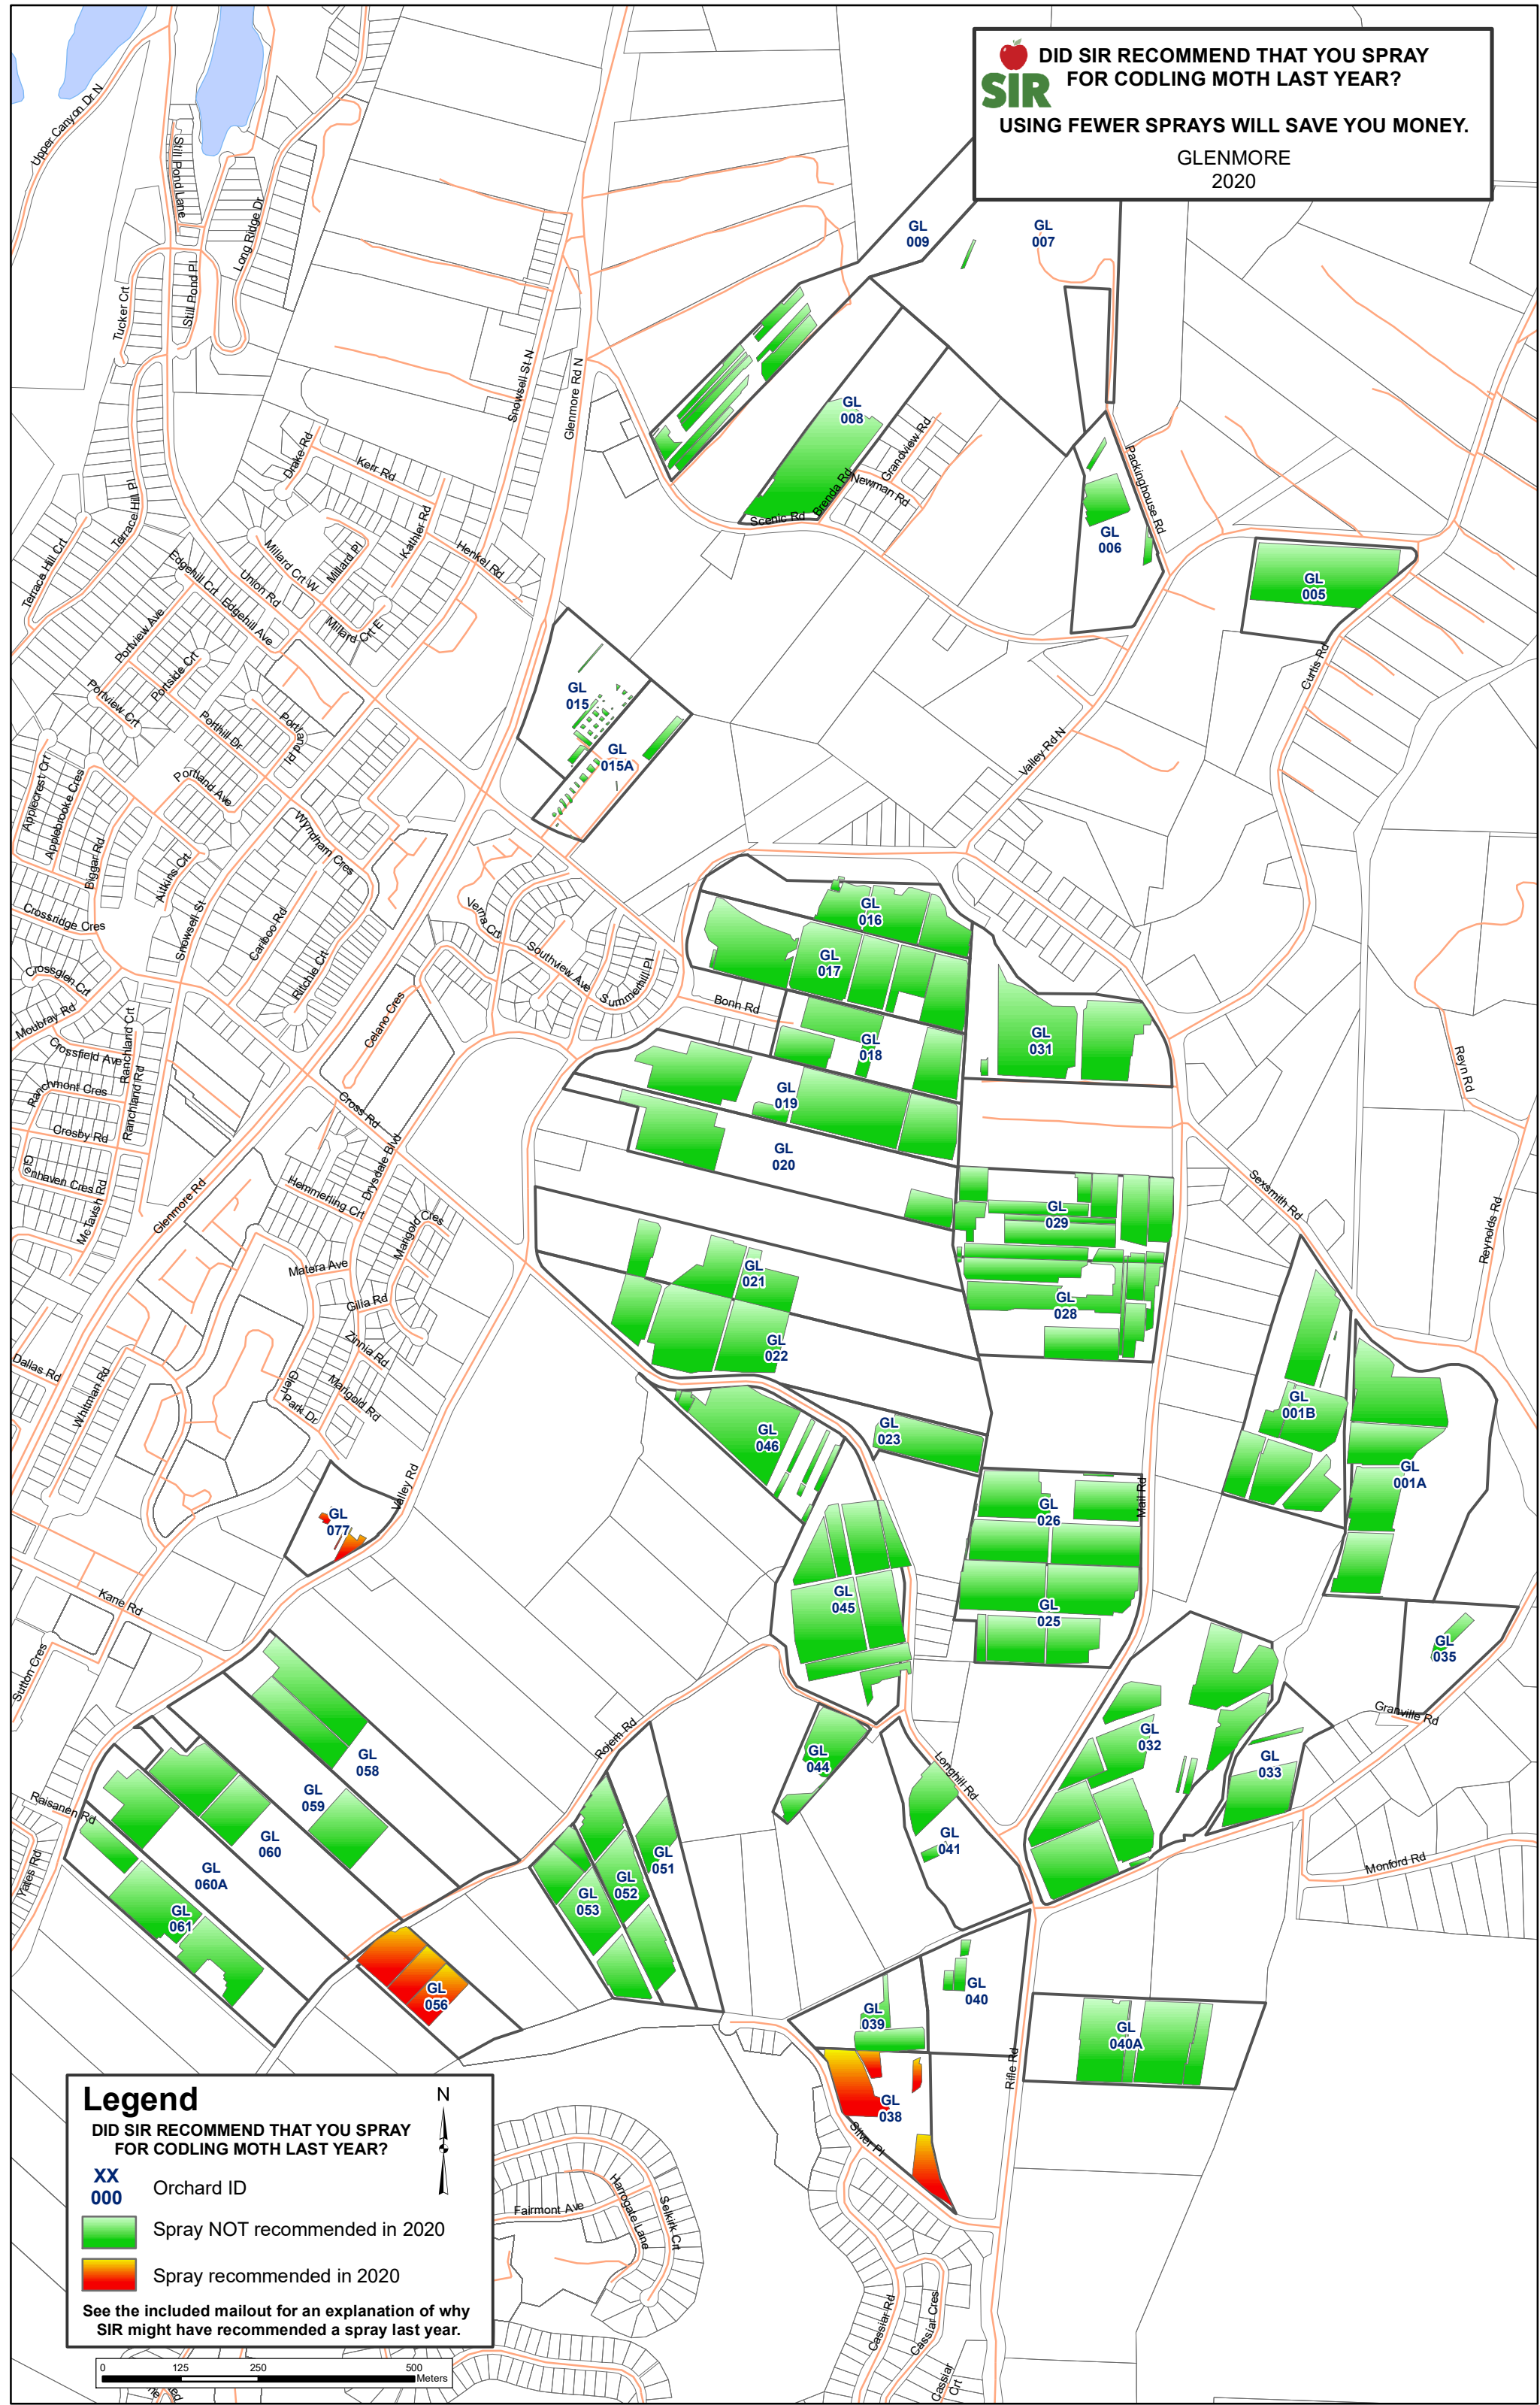 DID SIR RECOMMEND THAT YOU SPRAY
FOR CODLING MOTH LAST YEAR?
SIR
USING FEWER SPRAYS WILL SAVE YOU MONEY.
GLENMORE
2020
Upper Canyon Dr N
Still Pond Lane
Long Ridge Dr
Still Pond Pl
Tucker Crt
Snowsell St N
Glenmore Rd N
GL
009
GL
007
GL
008
Grandview Rd
Newman Rd
Brenda Rd
Scenic Rd
Packinghouse Rd
GL
006
GL
005
Curtis Rd
Drake Rd
Kerr Rd
Kathler Rd
Henkel Rd
Terrace Hill Pl
Terrace Hill Crt
Millard Crt W
Millard Pl
Union Rd
Edgehill Crt
Edgehill Ave
Millard Crt E
Portview Ave
Portside Crt
Portview Crt
Porthill Dr
Portland Pl
Portland Ave
GL
015
GL
015A
Valley Rd N
Applecrest Crt
Applebrooke Cres
Biggar Rd
Aitkins Crt
Wyndham Cres
Crossridge Cres
Snowsell St
Cariboo Rd
Ritchie Crt
Verna Crt
Southview Ave
Summerhill Pl
Crossglen Crt
Moubray Rd
Crossfield Ave
Ranchland Crt
Ranchmont Cres
Ranchland Rd
Crosby Rd
Glenhaven Cres
McTavish Rd
Celano Cres
Bonn Rd
GL
016
GL
017
GL
018
GL
031
GL
019
GL
020
Reyn Rd
Cross Rd
Drysdale Blvd
Hemmerling Crt
Glenmore Rd
Marigold Cres
Matera Ave
Gilia Rd
Zinnia Rd
Marigold Rd
Glen Park Dr
Dallas Rd
Whitman Rd
Sexsmith Rd
Reynolds Rd
GL
029
GL
028
GL
021
GL
022
GL
001B
GL
001A
GL
046
GL
023
GL
026
Mail Rd
GL
077
Valley Rd
GL
045
GL
025
Kane Rd
Sutton Cres
GL
035
Granville Rd
GL
032
GL
033
Rojem Rd
GL
044
Longhill Rd
GL
041
Monford Rd
GL
058
GL
059
GL
060
GL
060A
Raisanen Rd
Yates Rd
GL
061
GL
051
GL
052
GL
053
GL
056
GL
040
GL
039
GL
040A
Rifle Rd
GL
038
Silver Pl
Fairmont Ave
Harrogate Lane
Selkirk Crt
Cassiar Rd
Cassiar Cres
Cassiar Crt
Legend
N
DID SIR RECOMMEND THAT YOU SPRAY
FOR CODLING MOTH LAST YEAR?
XX
000
Orchard ID
Spray NOT recommended in 2020
Spray recommended in 2020
See the included mailout for an explanation of why
SIR might have recommended a spray last year.
0 125 250 500
Meters